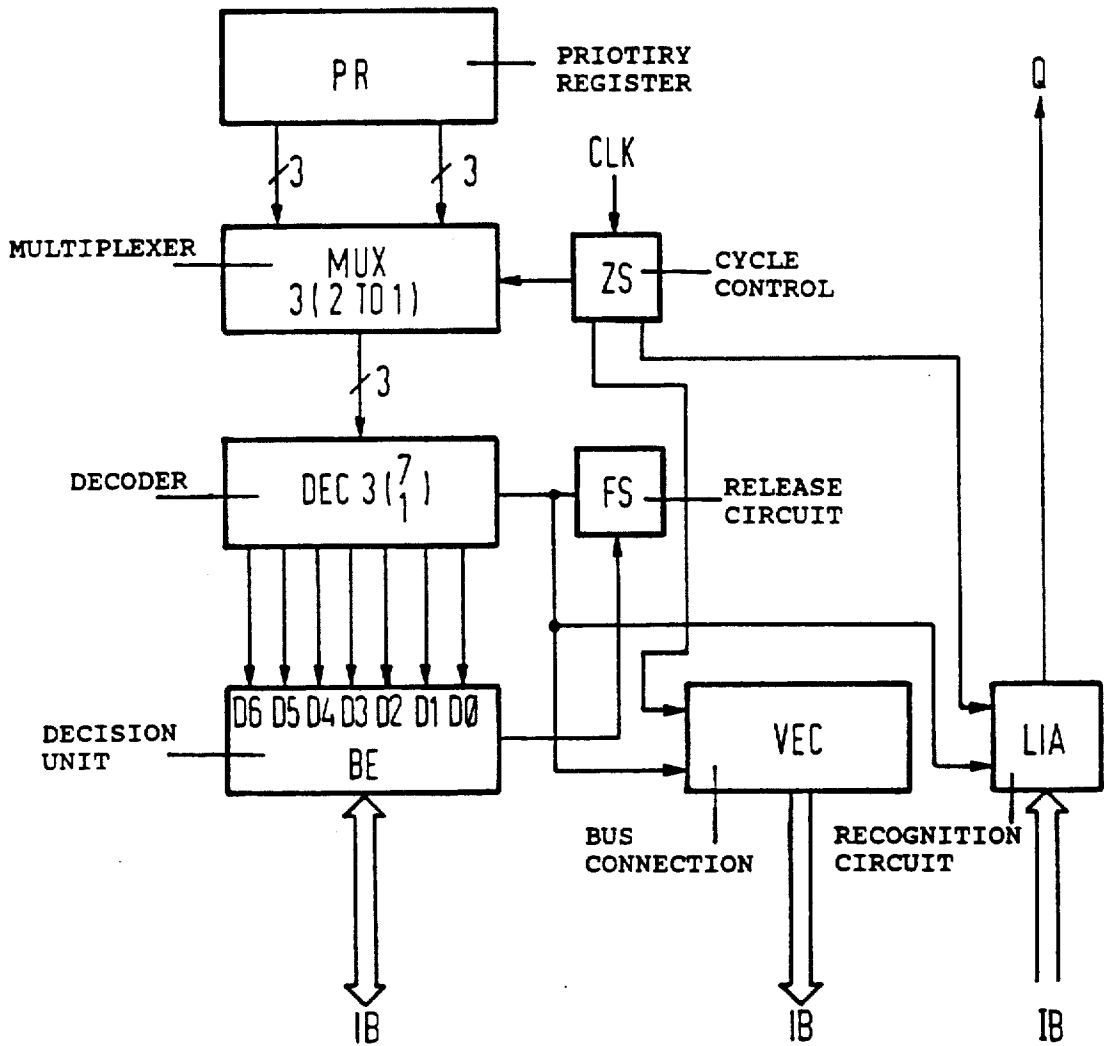 PR
PRIOTIRY
REGISTER
Q
3
3
CLK
MULTIPLEXER
MUX
3(2 TO 1)
ZS
CYCLE
CONTROL
3
DECODER
DEC 3(7
1)
FS
RELEASE
CIRCUIT
D6 D5 D4 D3 D2 D1 D0
BE
DECISION
UNIT
VEC
LIA
BUS
CONNECTION
RECOGNITION
CIRCUIT
IB
IB
IB